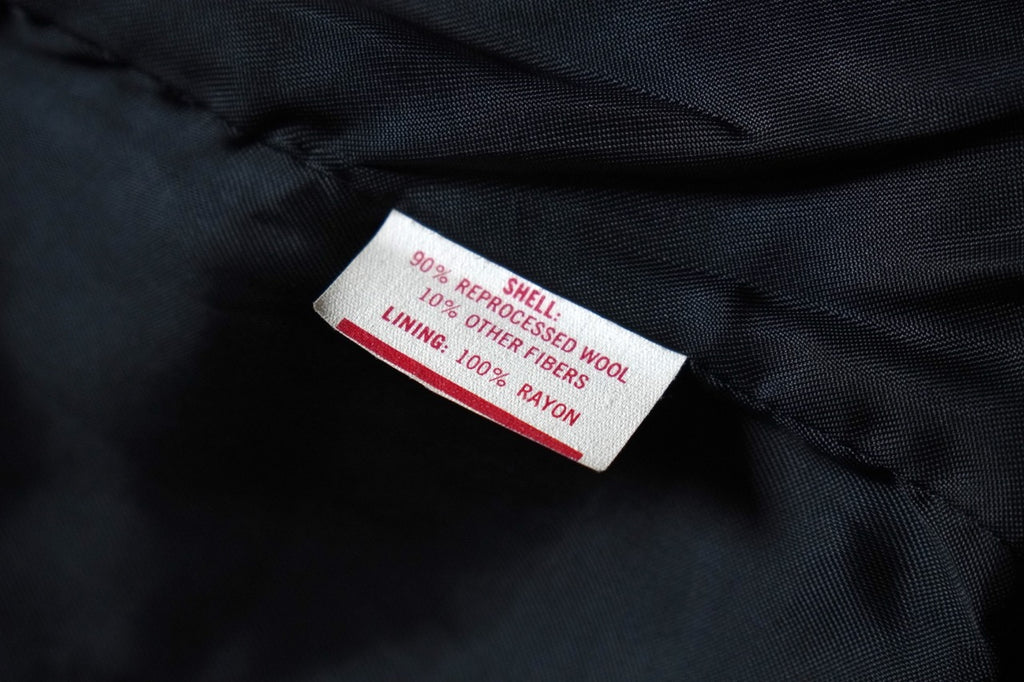 SHELL:
90% REPROCESSED WOOL
10% OTHER FIBERS
LINING: 100% RAYON